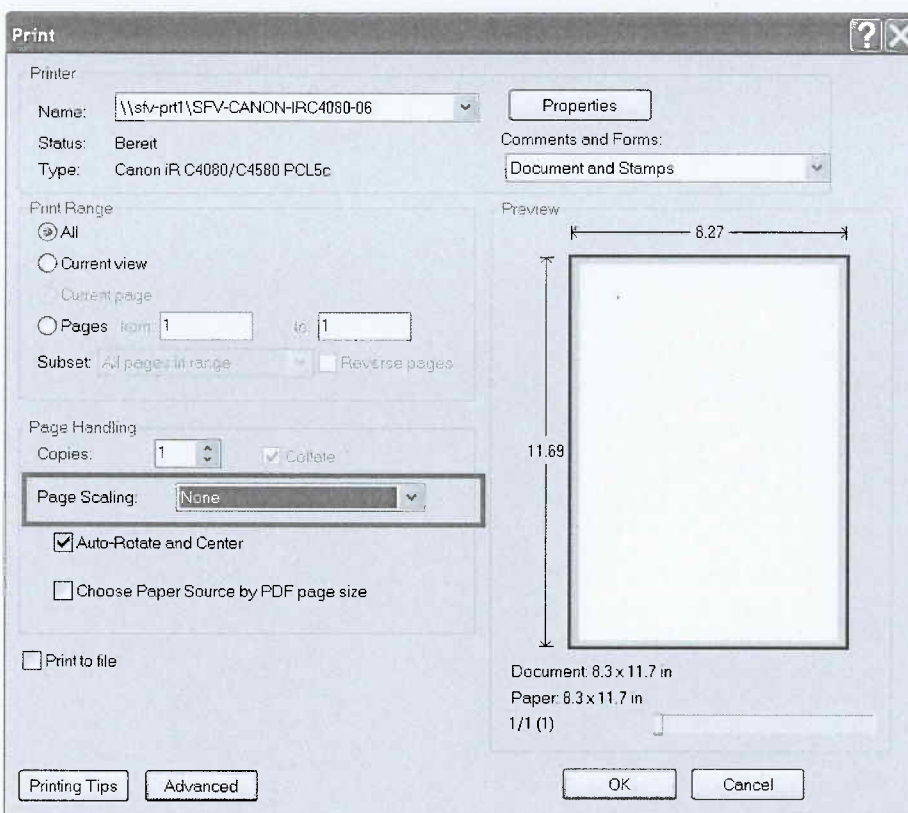 Print
Printer
Name: \\sfv-prt1\SFV-CANON-IRC4080-06
Properties
Status: Bereit
Comments and Forms:
Type: Canon iR C4080/C4580 PCL5c
Document and Stamps
Print Range
All
Current view
Current page
Pages from: 1 to: 1
Subset: All pages in range Reverse pages
Page Handling
Copies: 1 Collate
Page Scaling: None
Auto-Rotate and Center
Choose Paper Source by PDF page size
Print to file
Preview
8.27
11.69
Document: 8.3 x 11.7 in
Paper: 8.3 x 11.7 in
1/1 (1)
Printing Tips
Advanced
OK
Cancel